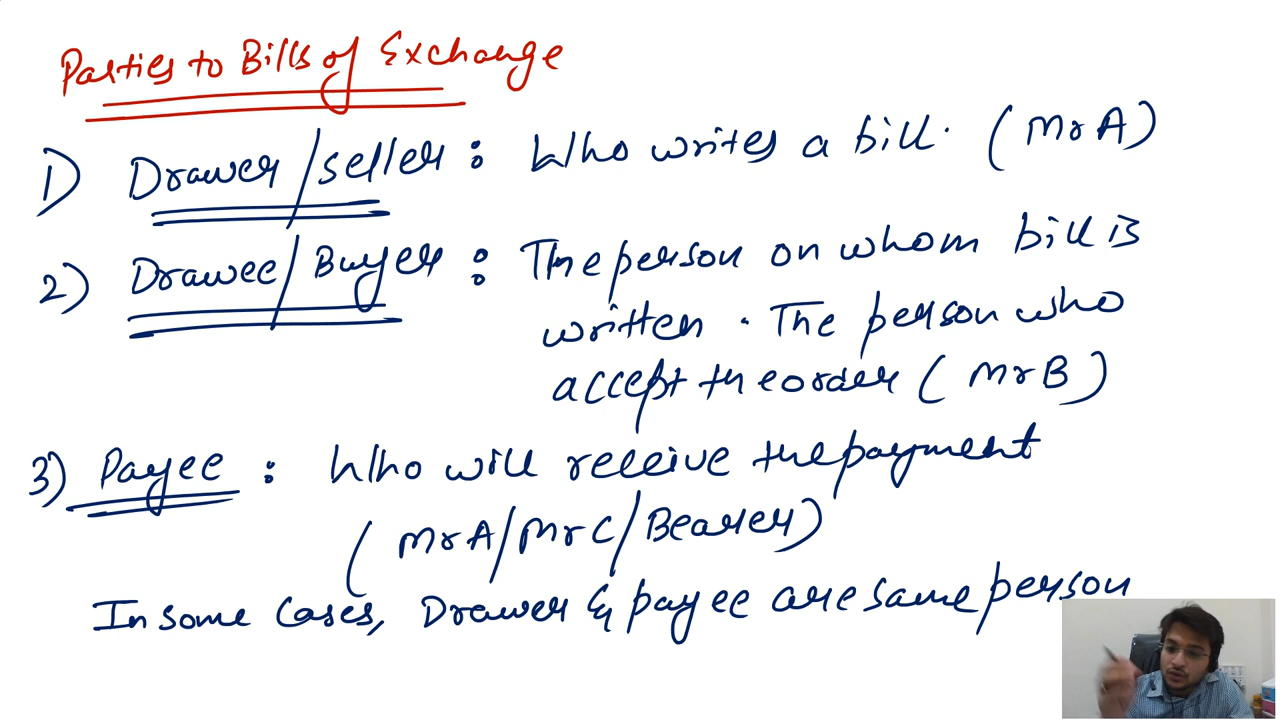 Parties to Bills of Exchange
1) Drawer/seller : Who writes a bill. (Mr A)
2) Drawee/Buyer : The person on whom bill is
written. The person who
accept the order (Mr B)
3) Payee : Who will receive the payment
(Mr A/Mr C/Bearer)
In some cases, Drawer & payee are same person